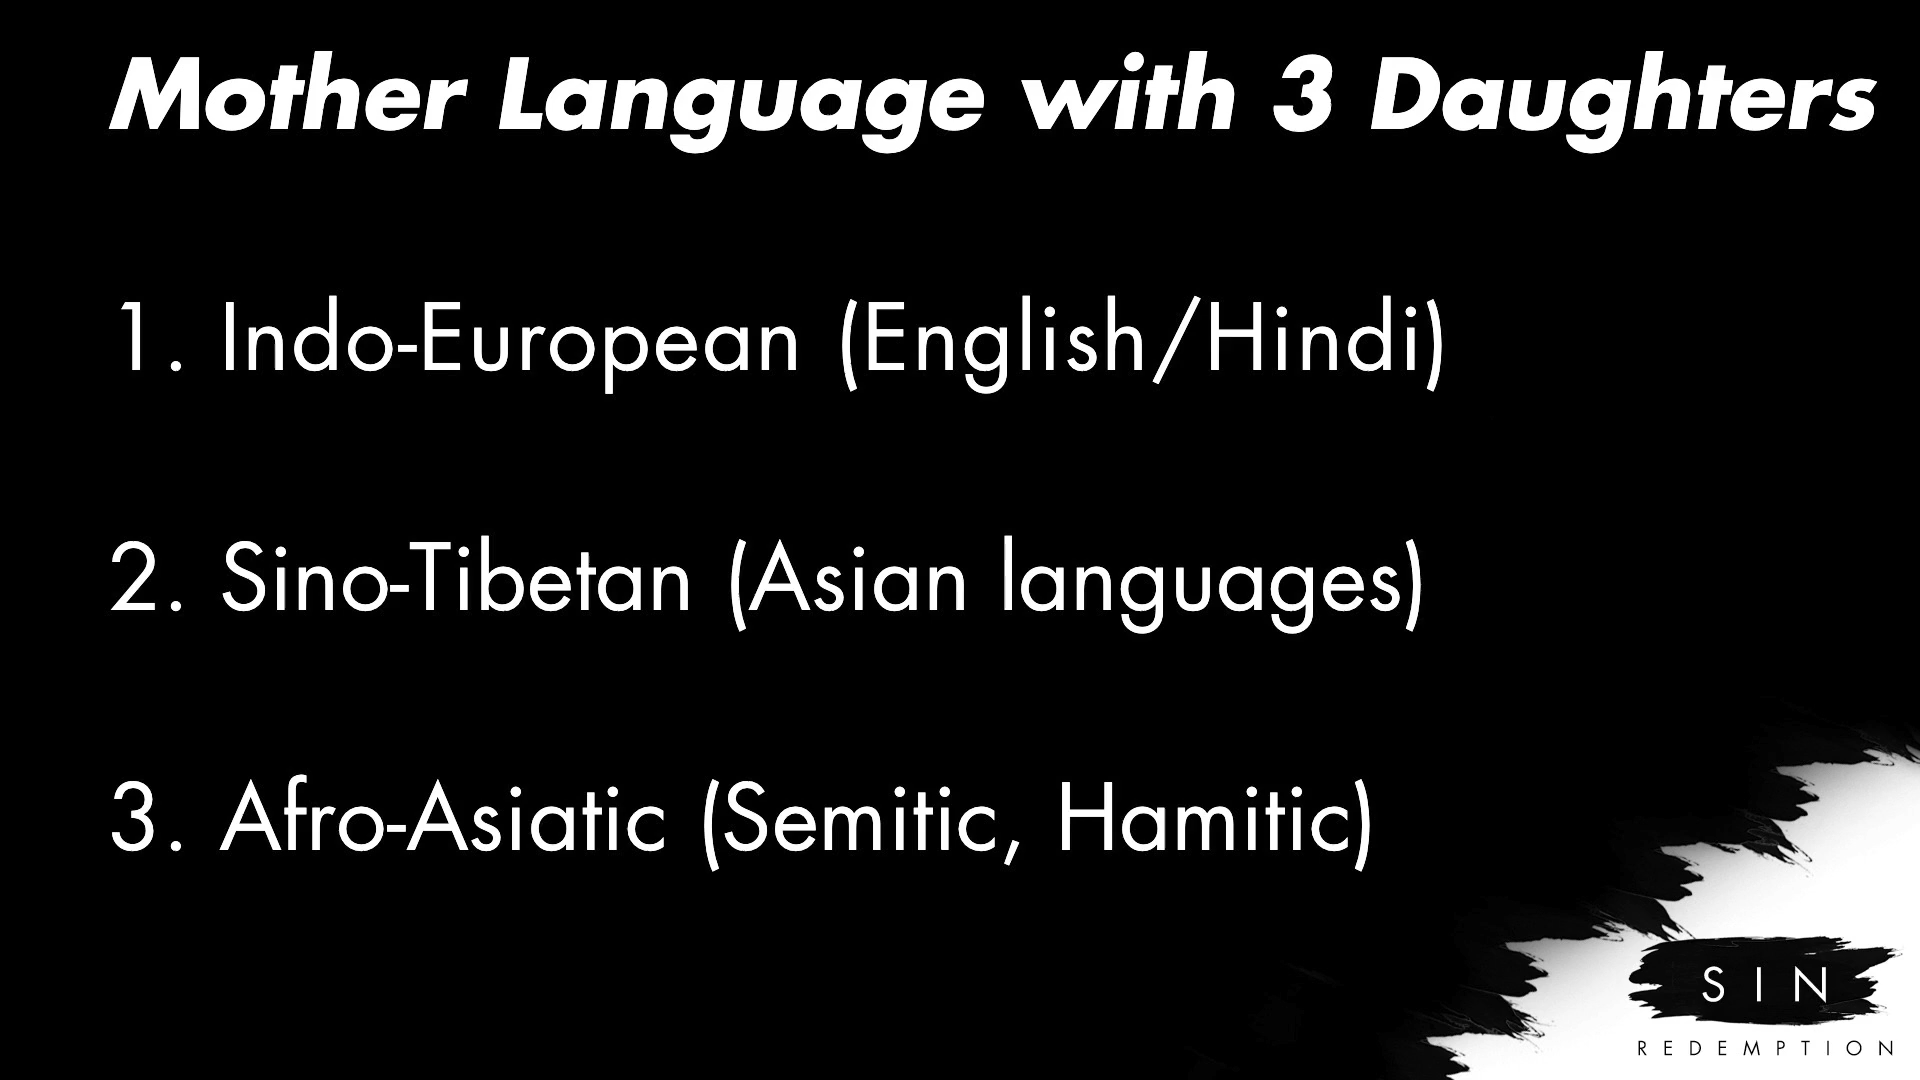 Mother Language with 3 Daughters
1. Indo-European (English/Hindi)
2. Sino-Tibetan (Asian languages)
3. Afro-Asiatic (Semitic, Hamitic)
SIN
REDEMPTION